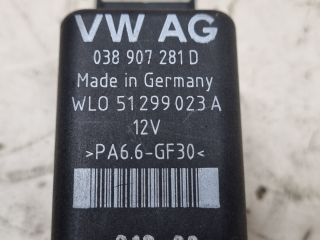 VW AG
038 907 281 D
Made in Germany
WLO 51299023 A
12V
>PA6.6-GF30<